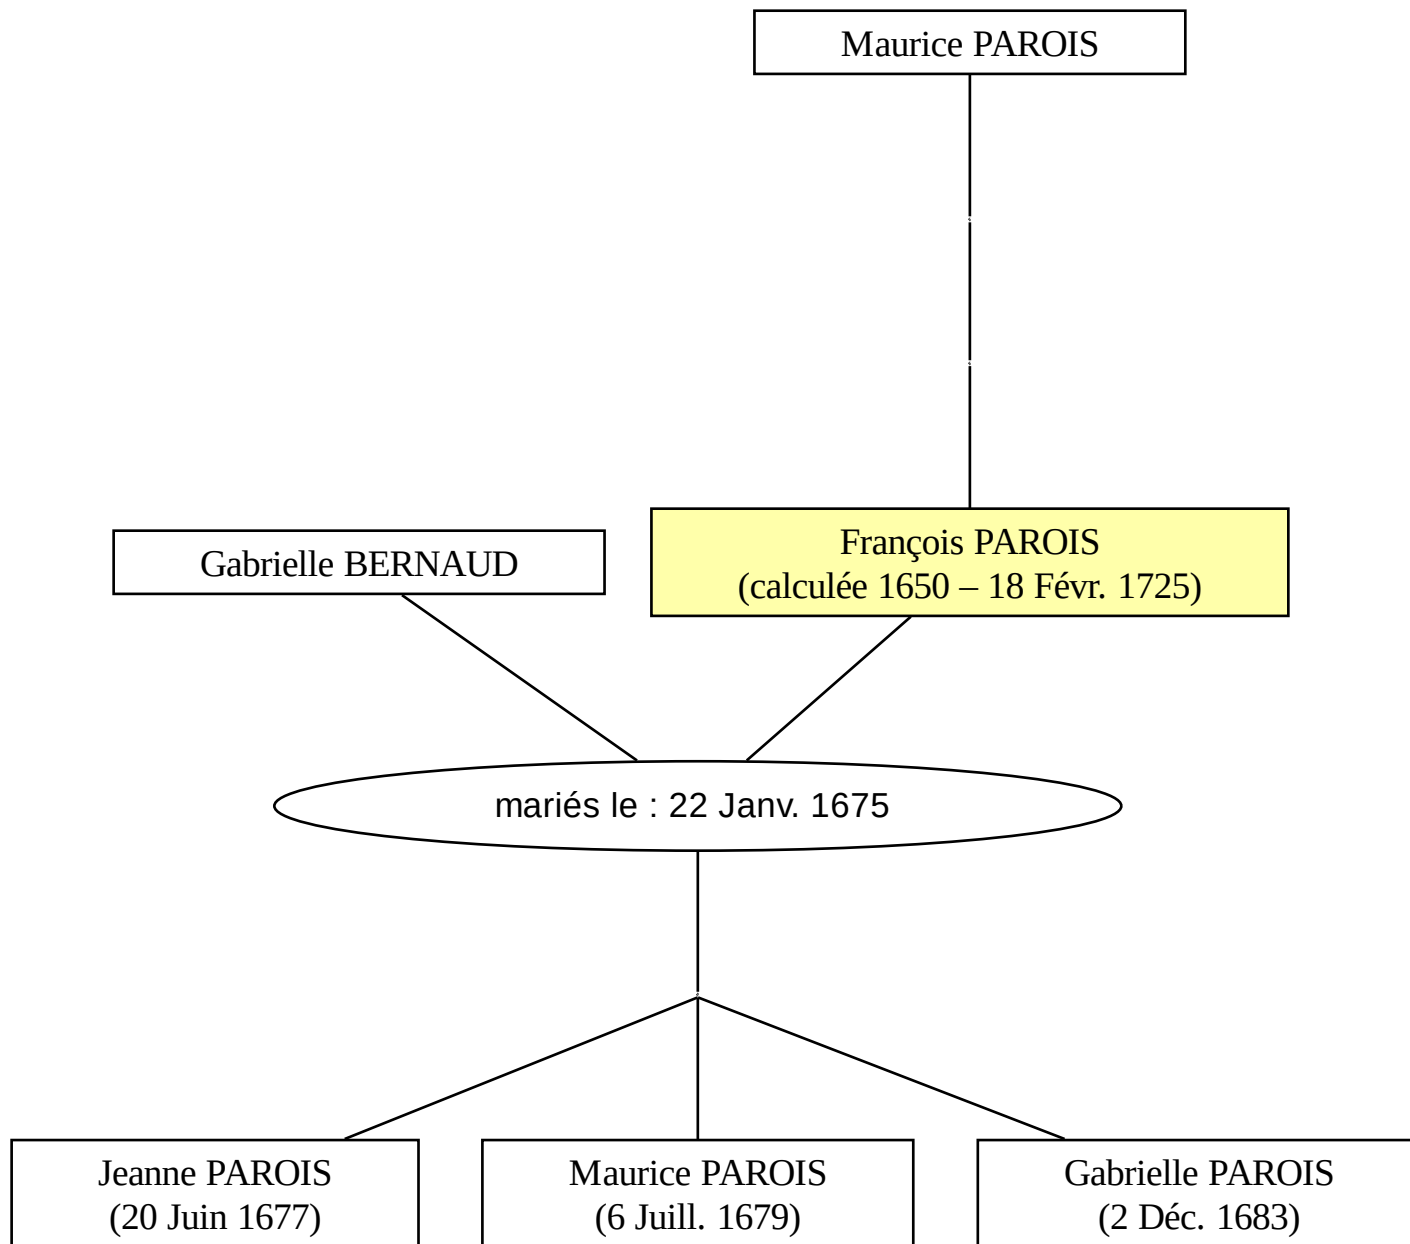 Maurice PAROIS
Gabrielle BERNAUD
François PAROIS
(calculée 1650 – 18 Févr. 1725)
mariés le : 22 Janv. 1675
Jeanne PAROIS
(20 Juin 1677)
Maurice PAROIS
(6 Juill. 1679)
Gabrielle PAROIS
(2 Déc. 1683)